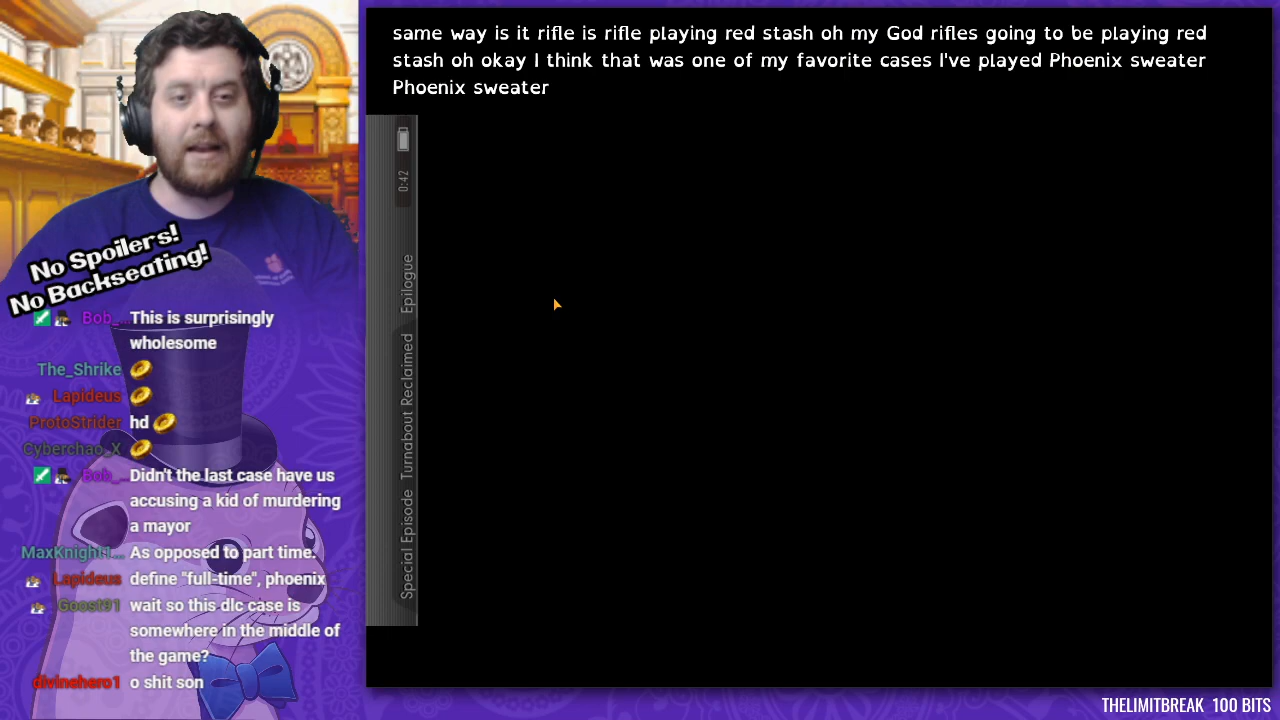 same way is it rifle is rifle playing red stash oh my God rifles going to be playing red
stash oh okay I think that was one of my favorite cases I've played Phoenix sweater
Phoenix sweater
0:42
Special Episode Turnabout Reclaimed Epilogue
No Spoilers!
No Backseating!
Bob_... This is surprisingly
wholesome
The_Shrike
Lapideus
ProtoStrider hd
Cyberchao_X
Bob_... Didn't the last case have us
accusing a kid of murdering
a mayor
MaxKnight1... As opposed to part time.
Lapideus define "full-time", phoenix
Goost91 wait so this dlc case is
somewhere in the middle of
the game?
divinehero1 o shit son
THELIMITBREAK 100 BITS